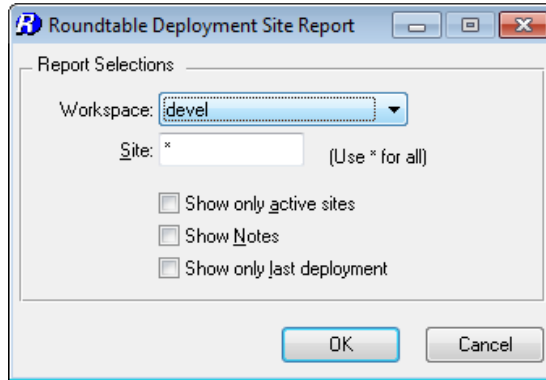 Roundtable Deployment Site Report
Report Selections
Workspace: devel
Site: * (Use * for all)
Show only active sites
Show Notes
Show only last deployment
OK Cancel